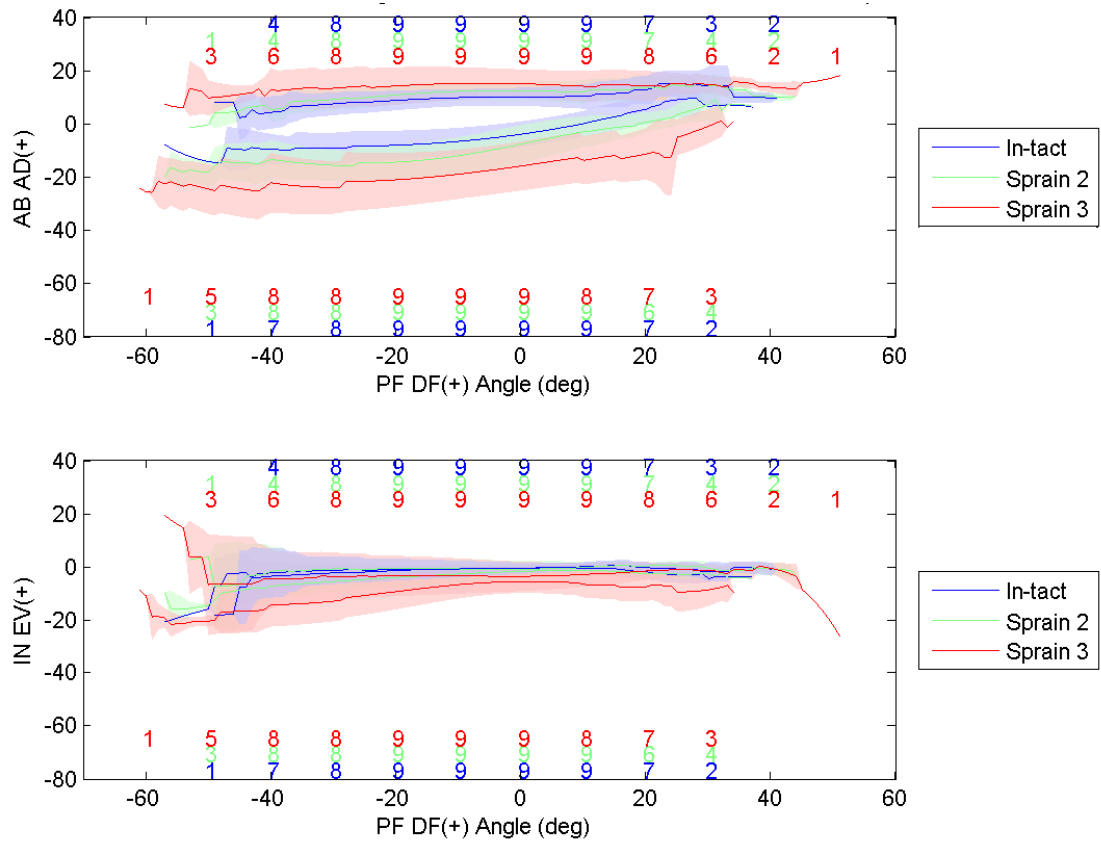 40
20
0
-20
-40
-60
-80
AB AD(+)
4 8 9 9 9 9 7 3 2
1 4 8 9 9 9 9 7 4 2
3 6 8 9 9 9 9 8 6 2 1
1 5 8 8 9 9 9 8 7 3
3 8 8 9 9 9 9 6 4
1 7 8 9 9 9 9 7 2
-60 -40 -20 0 20 40 60
PF DF(+) Angle (deg)
In-tact
Sprain 2
Sprain 3
40
20
0
-20
-40
-60
-80
IN EV(+)
4 8 9 9 9 9 7 3 2
1 4 8 9 9 9 9 7 4 2
3 6 8 9 9 9 9 8 6 2 1
1 5 8 8 9 9 9 8 7 3
3 8 8 9 9 9 9 6 4
1 7 8 9 9 9 9 7 2
-60 -40 -20 0 20 40 60
PF DF(+) Angle (deg)
In-tact
Sprain 2
Sprain 3